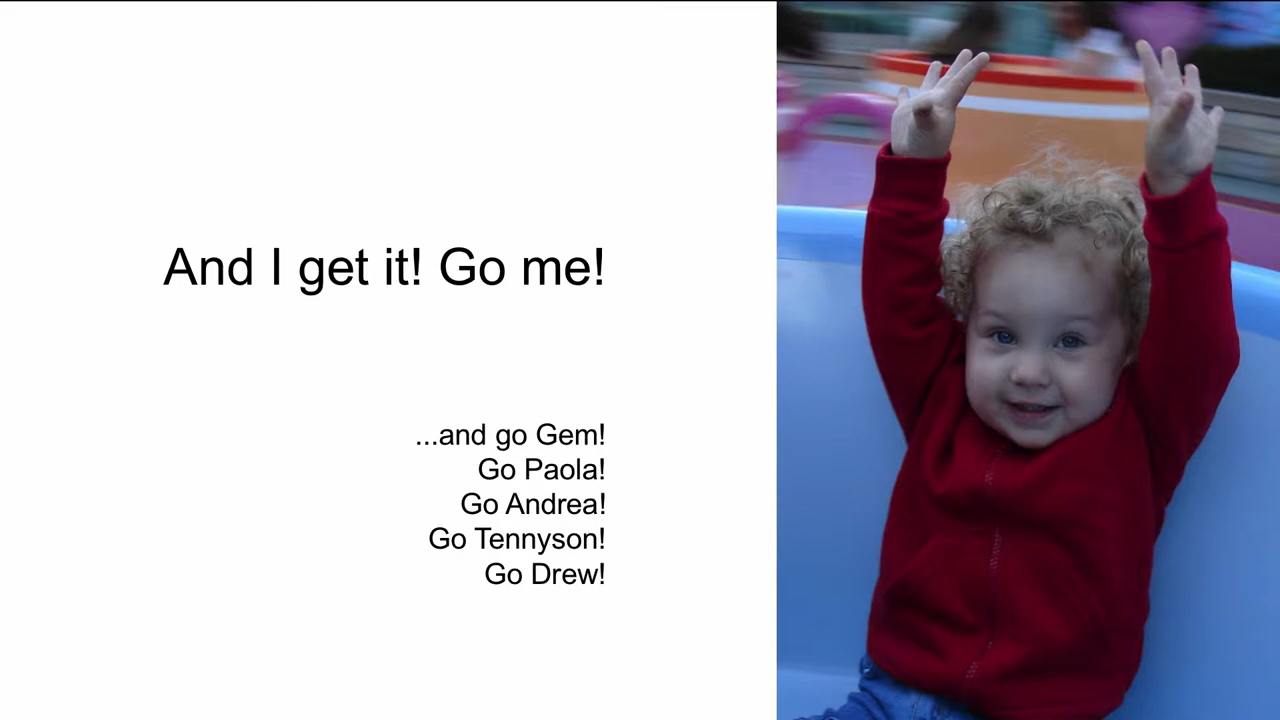 And I get it! Go me!
...and go Gem!
Go Paola!
Go Andrea!
Go Tennyson!
Go Drew!